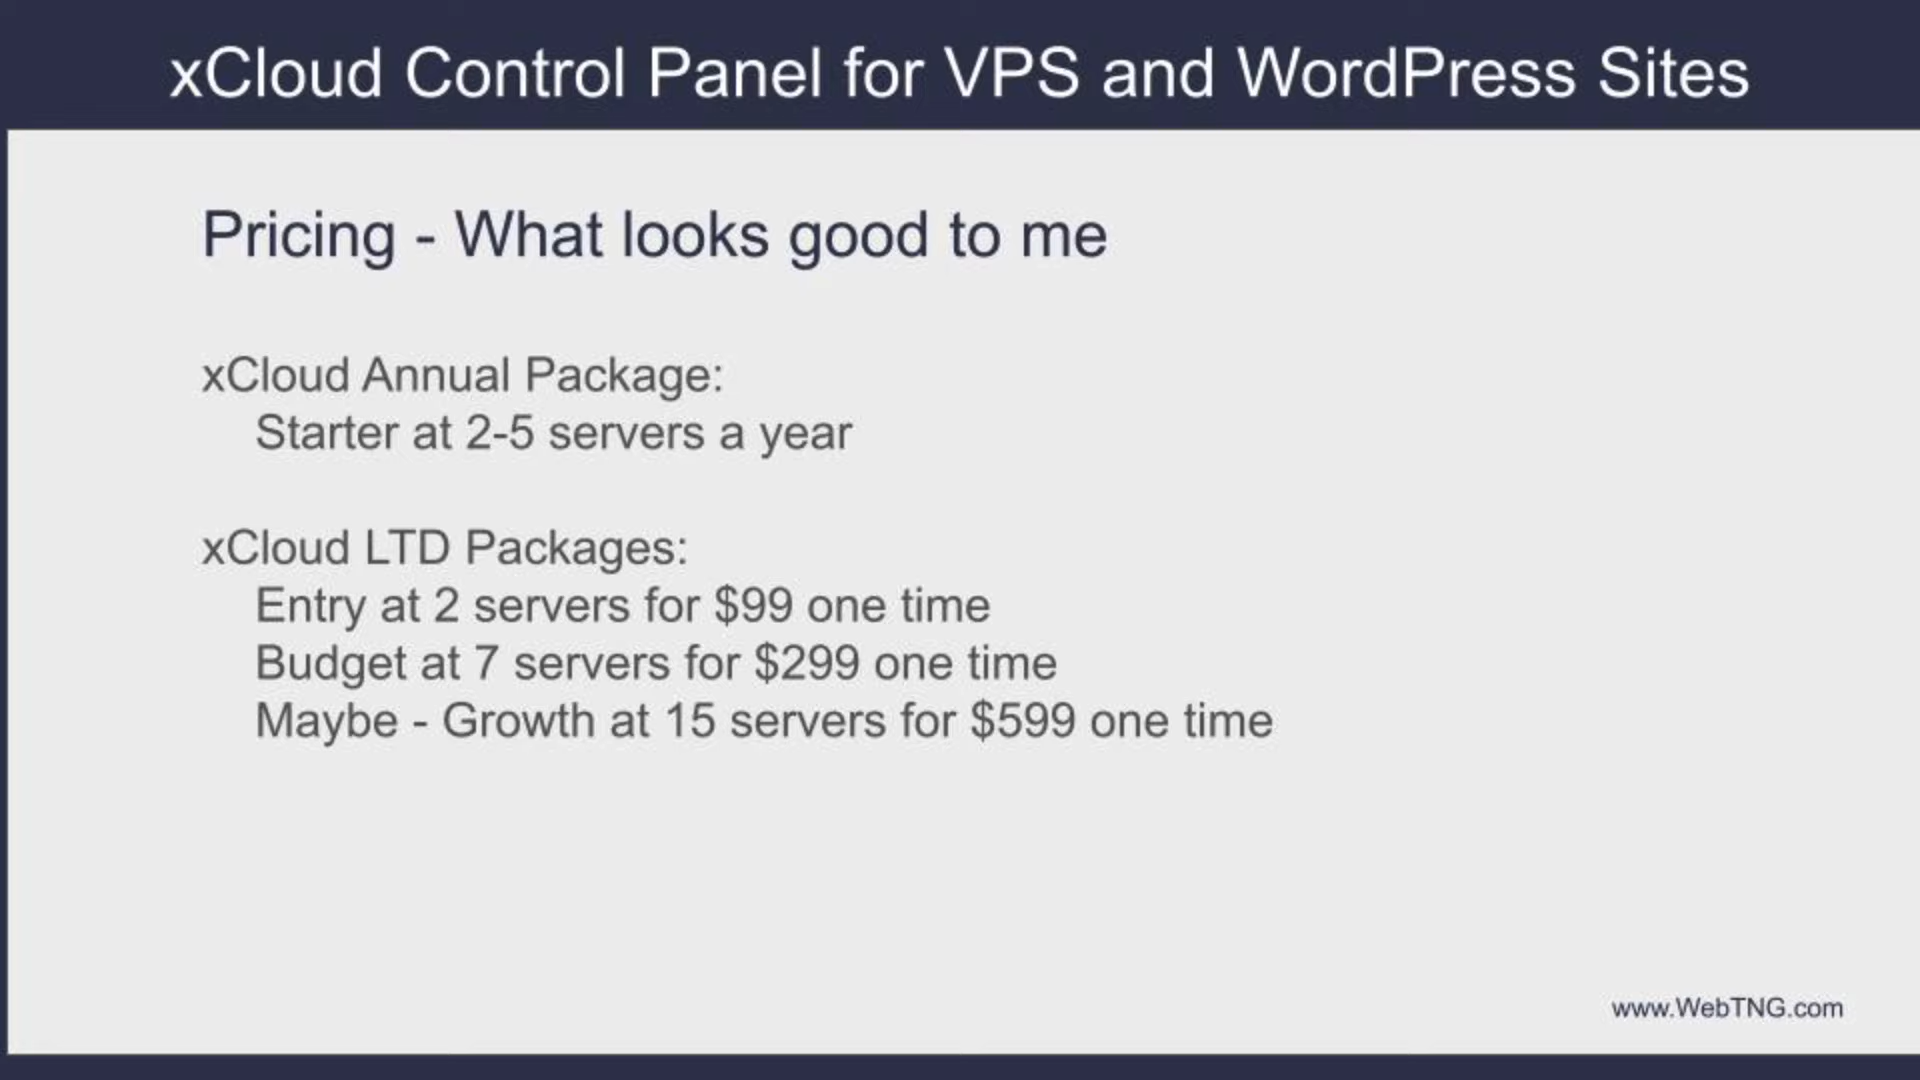 xCloud Control Panel for VPS and WordPress Sites
Pricing - What looks good to me
xCloud Annual Package:
Starter at 2-5 servers a year
xCloud LTD Packages:
Entry at 2 servers for $99 one time
Budget at 7 servers for $299 one time
Maybe - Growth at 15 servers for $599 one time
www.WebTNG.com